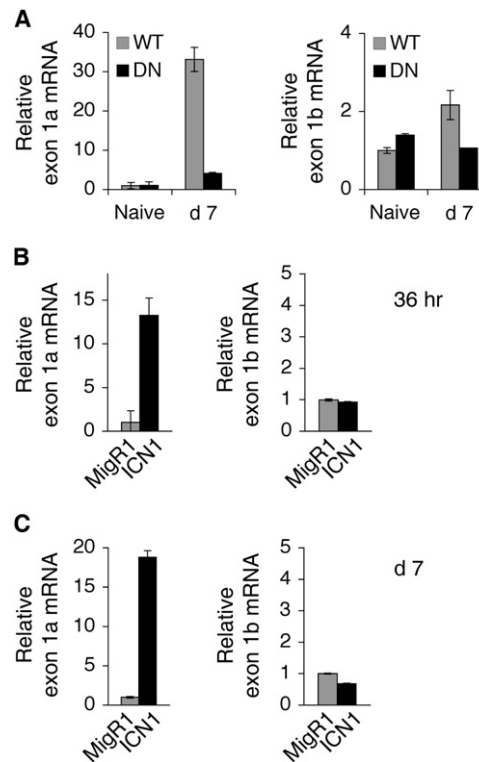 A
Relative
exon 1a mRNA
40
30
20
10
0
WT
DN
Naive
d 7
Relative
exon 1b mRNA
4
2
0
WT
DN
Naive
d 7
B
Relative
exon 1a mRNA
15
10
5
0
MigR1
ICN1
Relative
exon 1b mRNA
5
4
3
2
1
0
MigR1
ICN1
36 hr
C
Relative
exon 1a mRNA
20
15
10
5
0
MigR1
ICN1
Relative
exon 1b mRNA
5
4
3
2
1
0
MigR1
ICN1
d 7